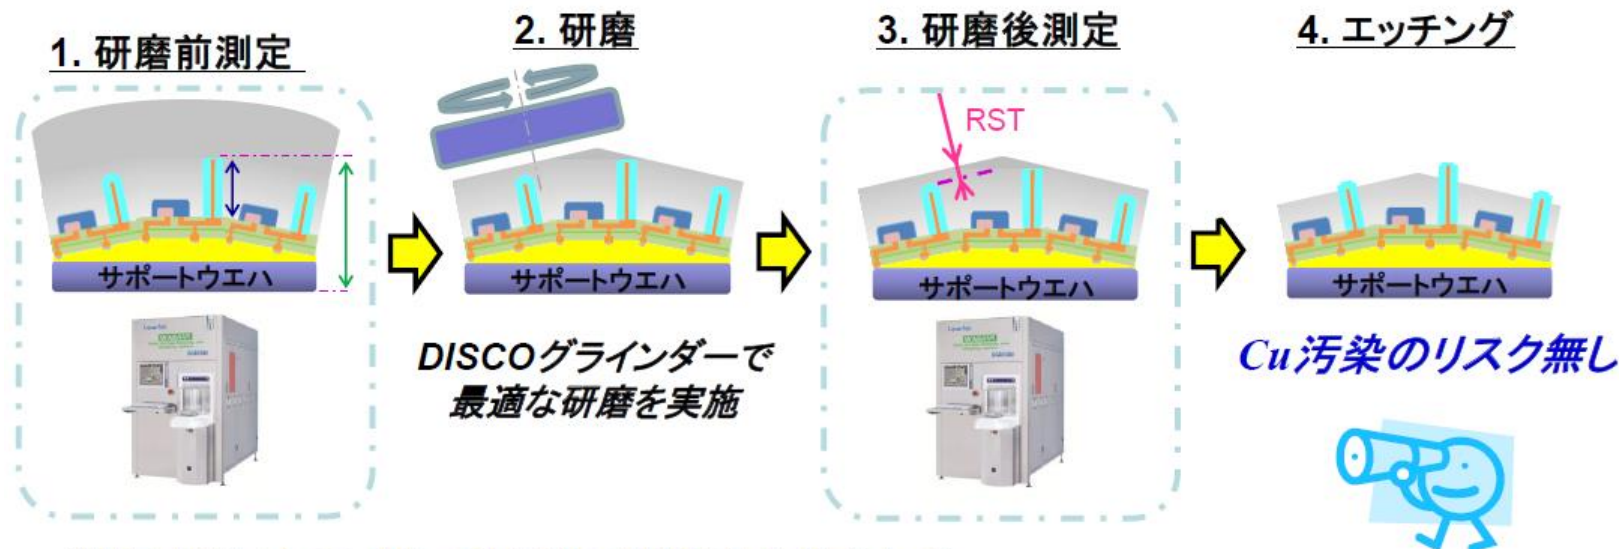 1. 研磨前測定
2. 研磨
3. 研磨後測定
4. エッチング
RST
サポートウエハ
サポートウエハ
サポートウエハ
サポートウエハ
DISCOグラインダーで
最適な研磨を実施
Cu汚染のリスク無し